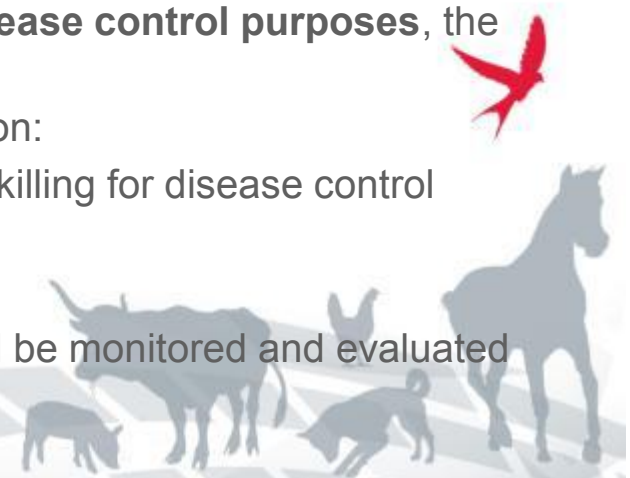 ease control purposes, the
on:
killing for disease control
be monitored and evaluated